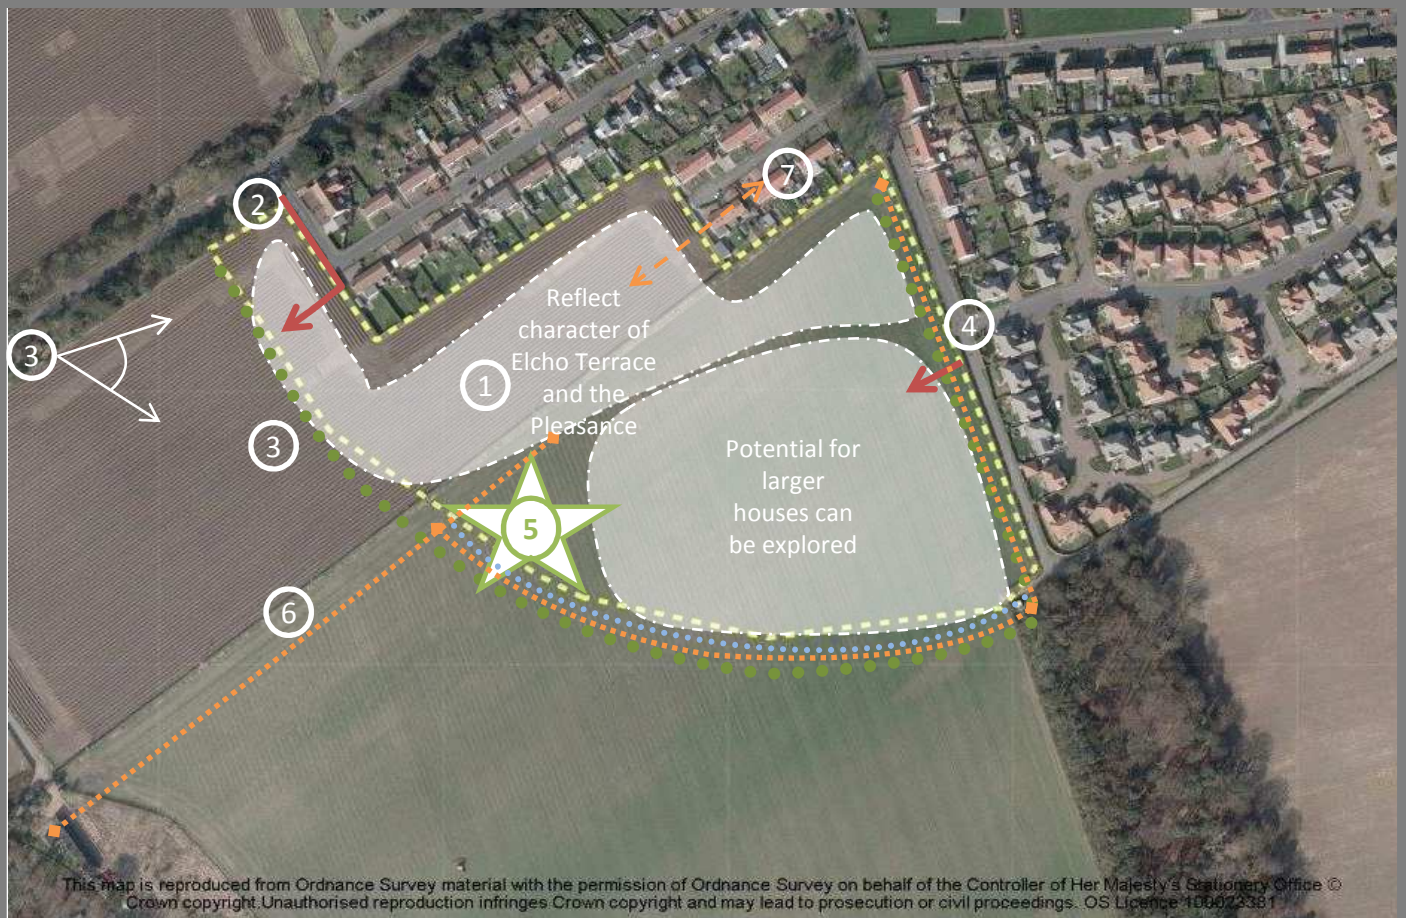 2
7
3
4
Reflect
character of
Elcho Terrace
and the
Pleasance
1
3
Potential for
larger
houses can
be explored
5
6
This map is reproduced from Ordnance Survey material with the permission of Ordnance Survey on behalf of the Controller of Her Majesty's Stationery Office ©
Crown copyright.Unauthorised reproduction infringes Crown copyright and may lead to prosecution or civil proceedings. OS Licence 100023381